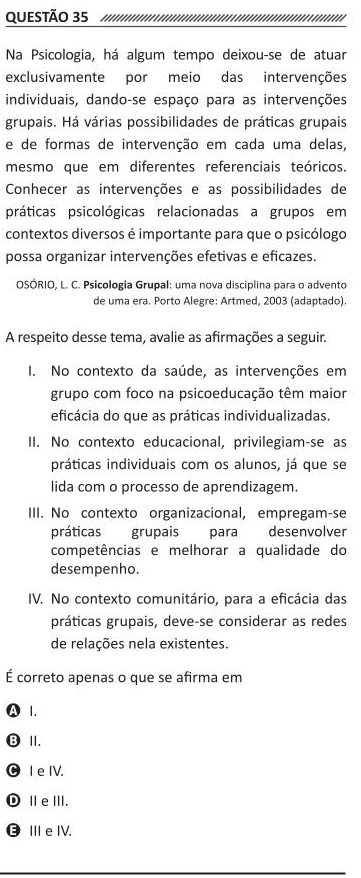 QUESTÃO 35
Na Psicologia, há algum tempo deixou-se de atuar
exclusivamente por meio das intervenções
individuais, dando-se espaço para as intervenções
grupais. Há várias possibilidades de práticas grupais
e de formas de intervenção em cada uma delas,
mesmo que em diferentes referenciais teóricos.
Conhecer as intervenções e as possibilidades de
práticas psicológicas relacionadas a grupos em
contextos diversos é importante para que o psicólogo
possa organizar intervenções efetivas e eficazes.
OSÓRIO, L. C. Psicologia Grupal: uma nova disciplina para o advento
de uma era. Porto Alegre: Artmed, 2003 (adaptado).
A respeito desse tema, avalie as afirmações a seguir.
I. No contexto da saúde, as intervenções em
grupo com foco na psicoeducação têm maior
eficácia do que as práticas individualizadas.
II. No contexto educacional, privilegiam-se as
práticas individuais com os alunos, já que se
lida com o processo de aprendizagem.
III. No contexto organizacional, empregam-se
práticas grupais para desenvolver
competências e melhorar a qualidade do
desempenho.
IV. No contexto comunitário, para a eficácia das
práticas grupais, deve-se considerar as redes
de relações nela existentes.
É correto apenas o que se afirma em
A I.
B II.
C I e IV.
D II e III.
E III e IV.